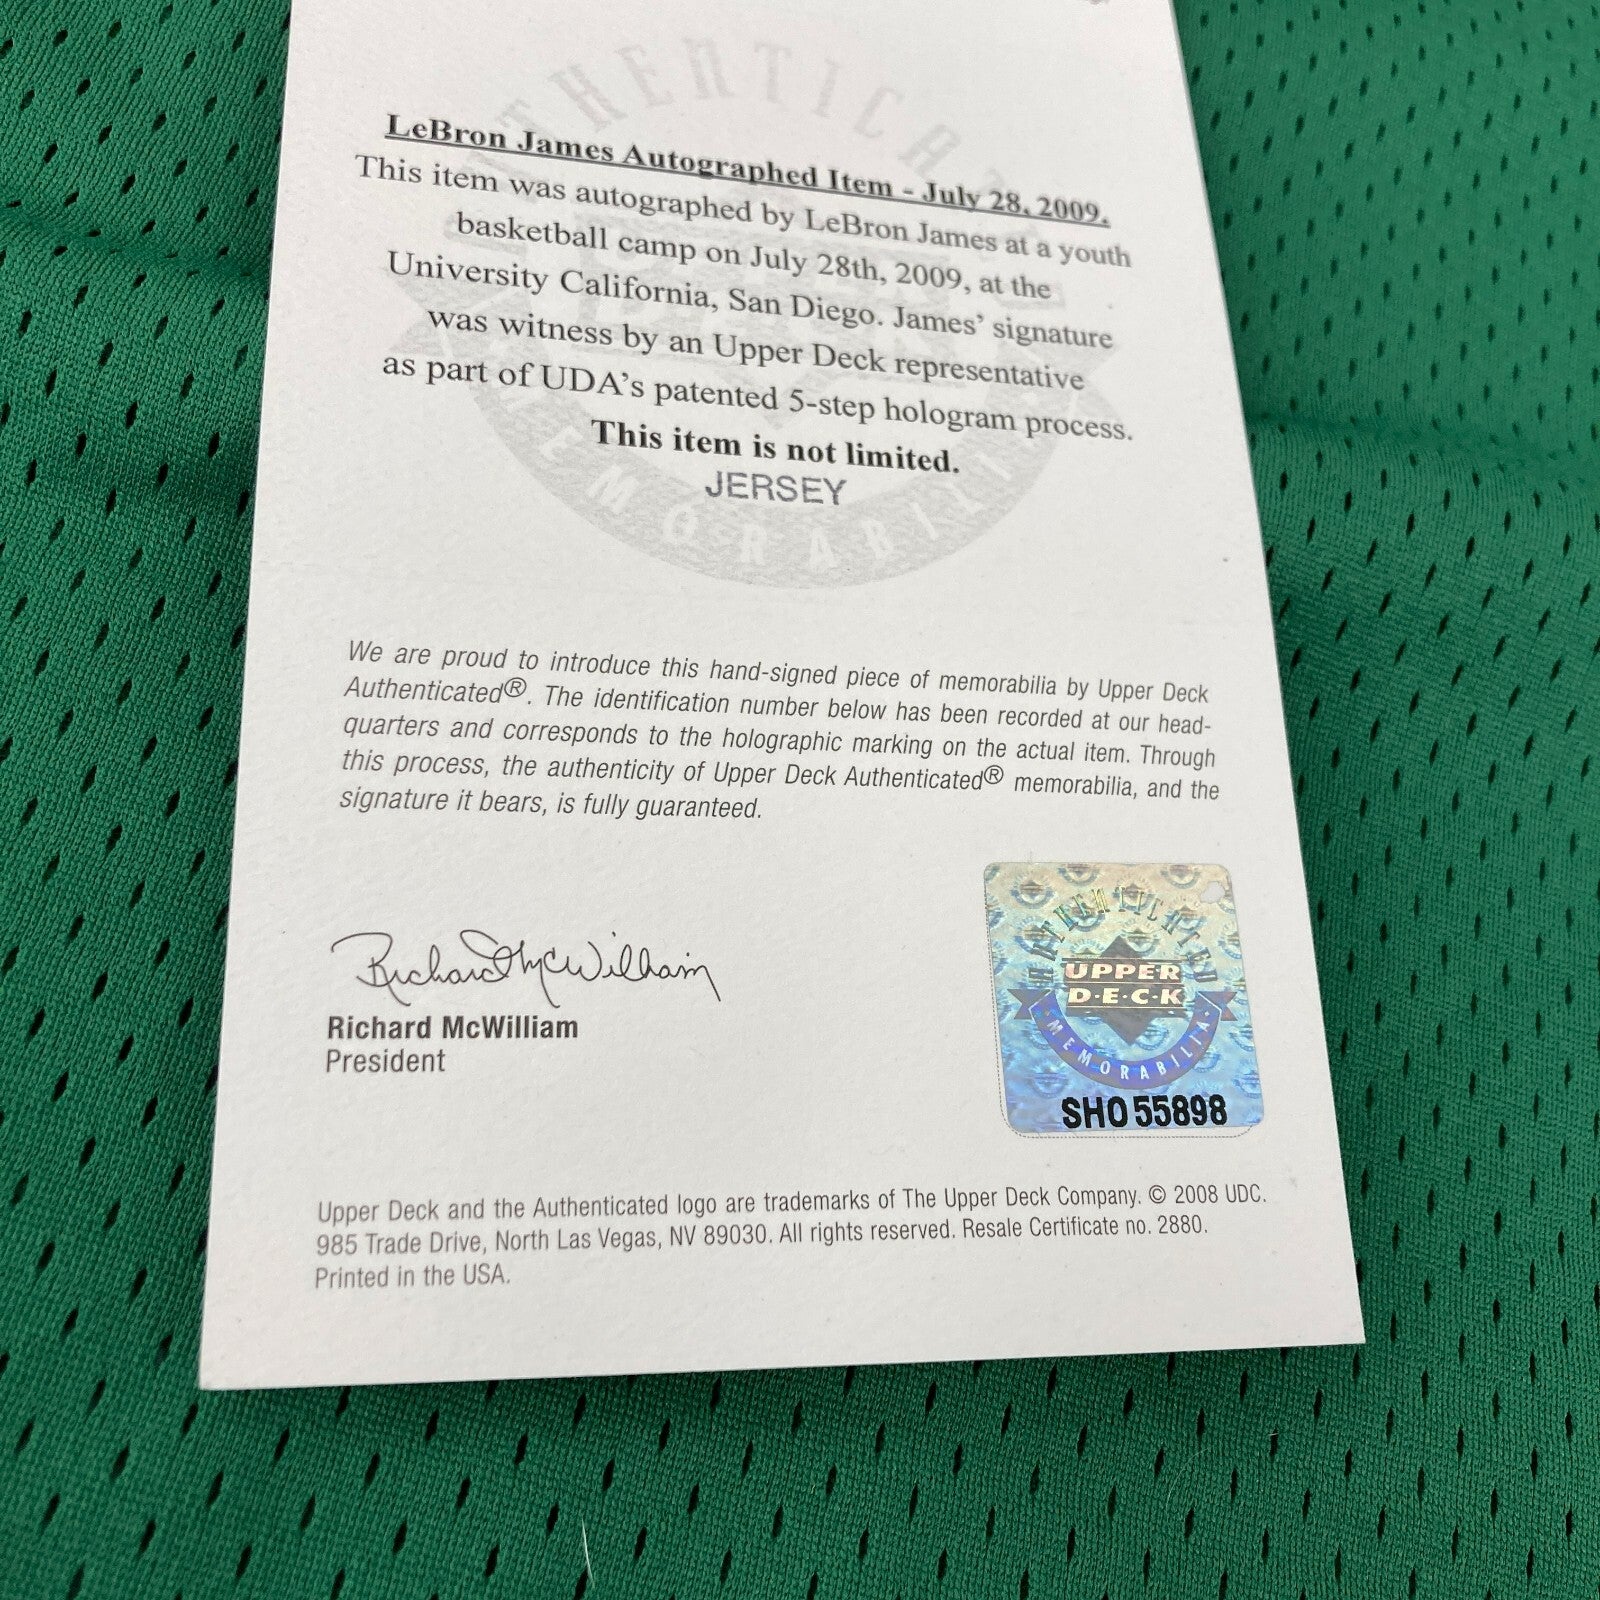 AUTHENTICA
LeBron James Autographed Item - July 28, 2009.
This item was autographed by LeBron James at a youth
basketball camp on July 28th, 2009, at the
University California, San Diego. James' signature
was witness by an Upper Deck representative
as part of UDA's patented 5-step hologram process.
This item is not limited.
JERSEY
MEMORABILIA
We are proud to introduce this hand-signed piece of memorabilia by Upper Deck
Authenticated®. The identification number below has been recorded at our head-
quarters and corresponds to the holographic marking on the actual item. Through
this process, the authenticity of Upper Deck Authenticated® memorabilia, and the
signature it bears, is fully guaranteed.
Richard McWilliam
Richard McWilliam
President
AUTHENTICATED
UPPER
D·E·C·K
MEMORABILIA
SHO 55898
Upper Deck and the Authenticated logo are trademarks of The Upper Deck Company. © 2008 UDC.
985 Trade Drive, North Las Vegas, NV 89030. All rights reserved. Resale Certificate no. 2880.
Printed in the USA.